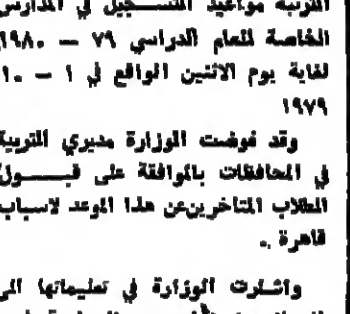 التربية مواعيد التسجيل في المدارس
الخاصة للعام الدراسي ٧٩ — ١٩٨٠
لغاية يوم الاثنين الواقع في ١ — ١٠
١٩٧٩
وقد فوضت الوزارة مديري التربية
في المحافظات بالموافقة على قبول
الطلاب المتاخرين عن هذا الموعد لاسباب
قاهرة .
واشارت الوزارة في تعليماتها الى